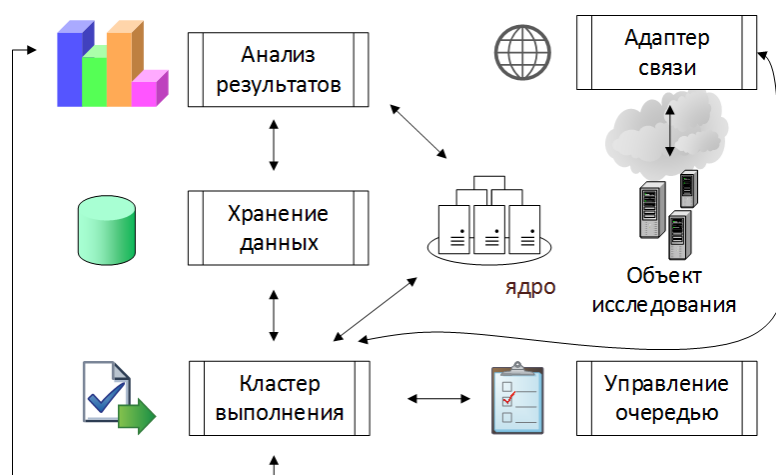 Анализ
результатов
Адаптер
связи
Хранение
данных
ядро
Объект
исследования
Кластер
выполнения
Управление
очередью